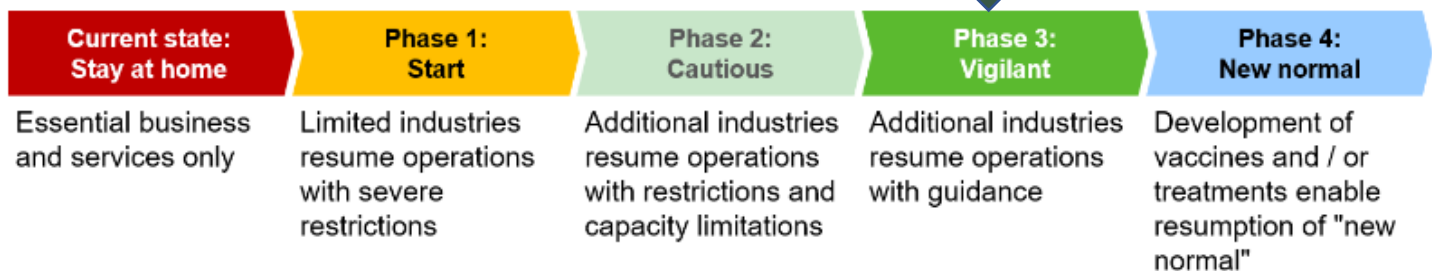 Current state:
Stay at home
Phase 1:
Start
Phase 2:
Cautious
Phase 3:
Vigilant
Phase 4:
New normal
Essential business
and services only
Limited industries
resume operations
with severe
restrictions
Additional industries
resume operations
with restrictions and
capacity limitations
Additional industries
resume operations
with guidance
Development of
vaccines and / or
treatments enable
resumption of "new
normal"